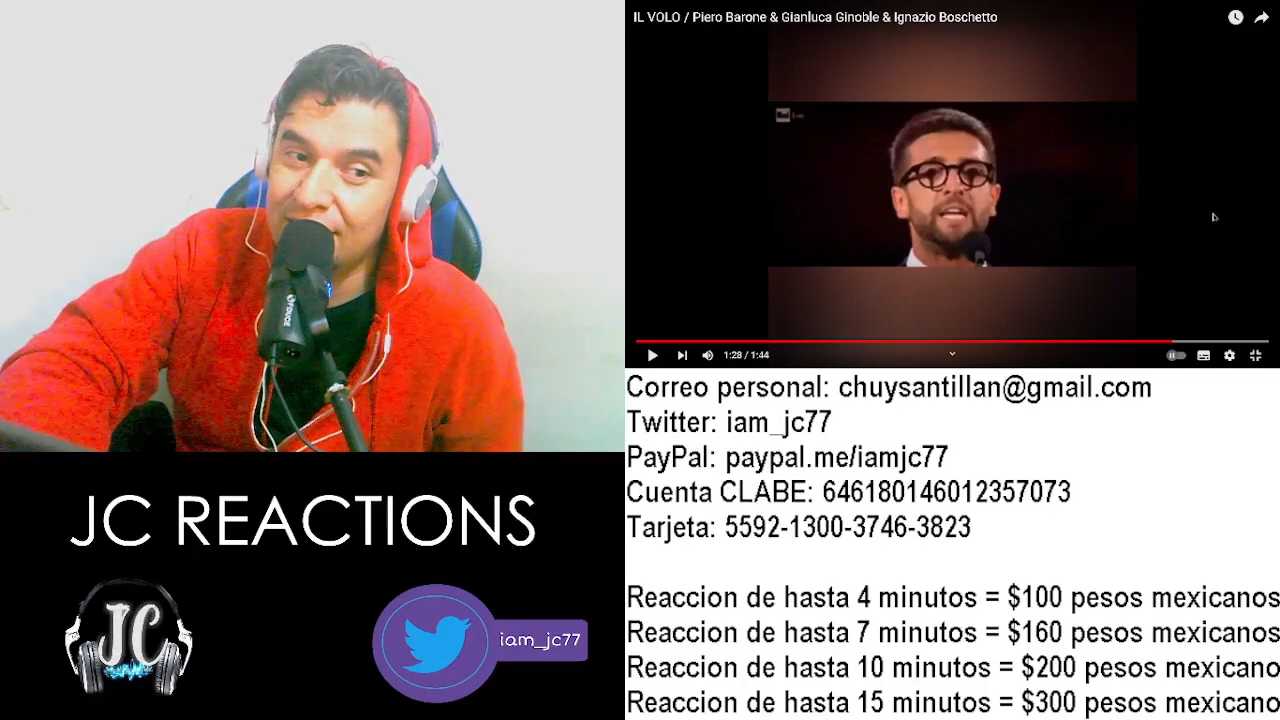 IL VOLO / Piero Barone & Gianluca Ginoble & Ignazio Boschetto
Rai
1:28 / 1:44
FDUCE
Correo personal: chuysantillan@gmail.com
Twitter: iam_jc77
PayPal: paypal.me/iamjc77
Cuenta CLABE: 646180146012357073
Tarjeta: 5592-1300-3746-3823
Reaccion de hasta 4 minutos = $100 pesos mexicanos
Reaccion de hasta 7 minutos = $160 pesos mexicanos
Reaccion de hasta 10 minutos = $200 pesos mexicano
Reaccion de hasta 15 minutos = $300 pesos mexicano
JC REACTIONS
JC
iam_jc77